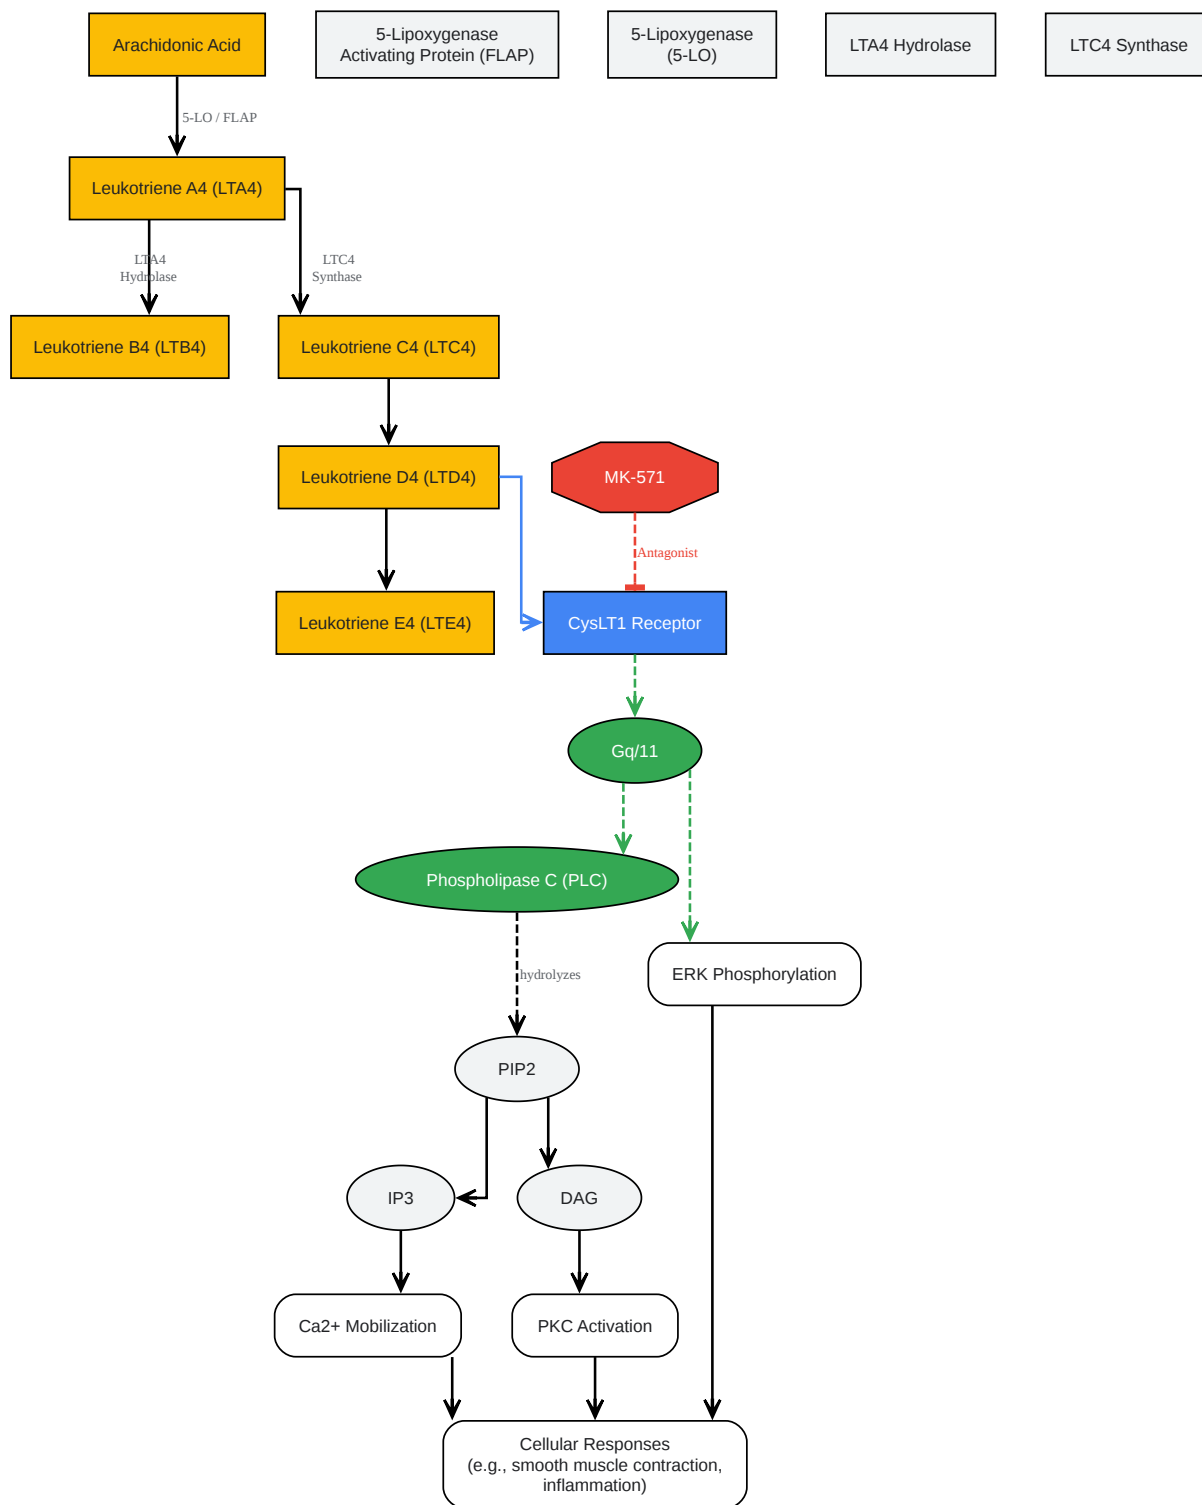 Arachidonic Acid
5-Lipoxygenase
Activating Protein (FLAP)
5-Lipoxygenase
(5-LO)
LTA4 Hydrolase
LTC4 Synthase
5-LO / FLAP
Leukotriene A4 (LTA4)
LTA4
Hydrolase
LTC4
Synthase
Leukotriene B4 (LTB4)
Leukotriene C4 (LTC4)
Leukotriene D4 (LTD4)
MK-571
Antagonist
Leukotriene E4 (LTE4)
CysLT1 Receptor
Gq/11
Phospholipase C (PLC)
hydrolyzes
ERK Phosphorylation
PIP2
IP3
DAG
Ca2+ Mobilization
PKC Activation
Cellular Responses
(e.g., smooth muscle contraction,
inflammation)